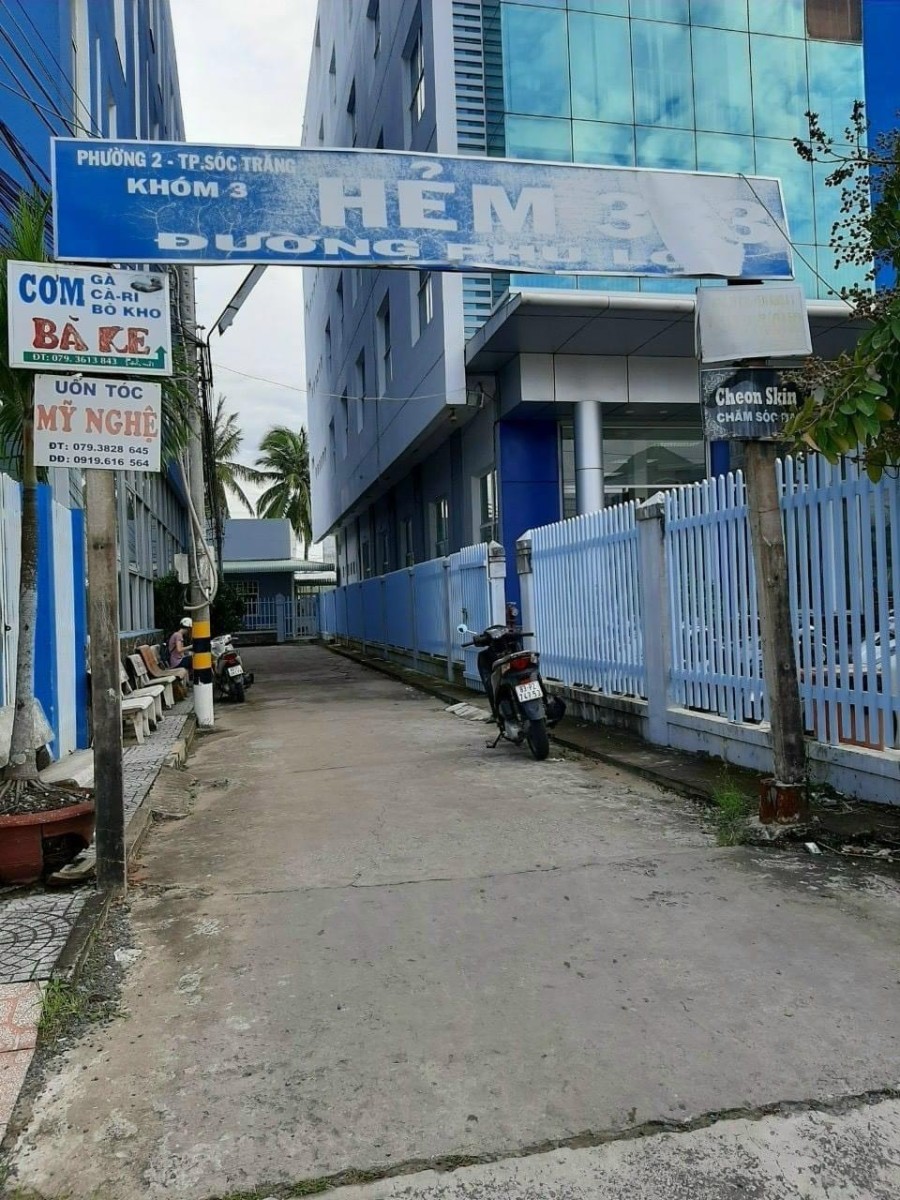 PHƯỜNG 2 - TP.SÓC TRĂNG
KHÓM 3
HẺM 3 3
ĐƯỜNG PHÚ
CƠM GÀ
CÀ-RI
BÒ KHO
BÀ KE
ĐT: 079. 3613 843
UỐN TÓC
MỸ NGHỆ
ĐT: 079.3828 645
DĐ: 0919.616 564
Cheon Skin
CHĂM SÓC